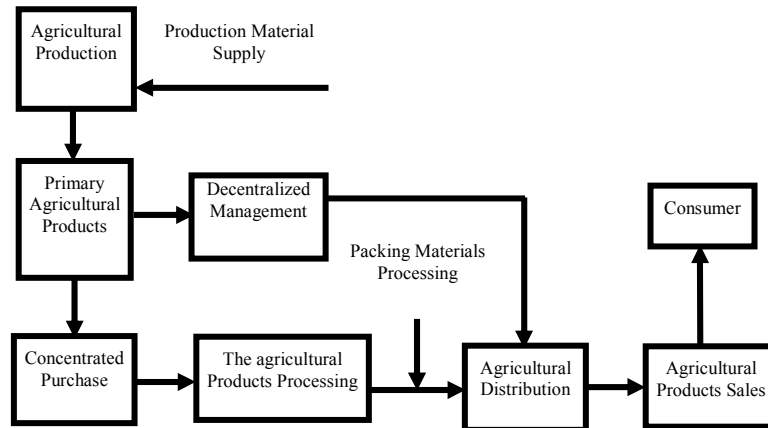 Agricultural
Production
Production Material
Supply
Primary
Agricultural
Products
Decentralized
Management
Consumer
Packing Materials
Processing
Concentrated
Purchase
The agricultural
Products Processing
Agricultural
Distribution
Agricultural
Products Sales